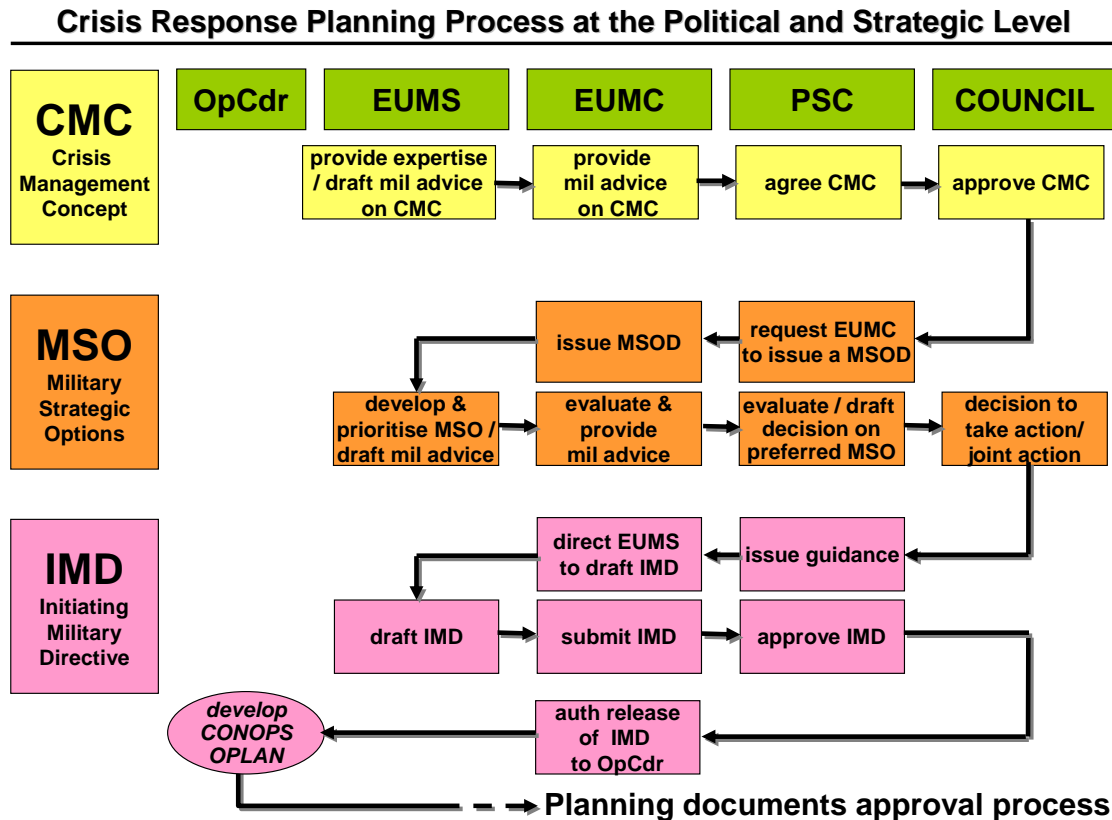 Crisis Response Planning Process at the Political and Strategic Level
CMC
Crisis
Management
Concept
OpCdr
EUMS
EUMC
PSC
COUNCIL
provide expertise
/ draft mil advice
on CMC
provide
mil advice
on CMC
agree CMC
approve CMC
MSO
Military
Strategic
Options
issue MSOD
request EUMC
to issue a MSOD
develop &
prioritise MSO /
draft mil advice
evaluate &
provide
mil advice
evaluate / draft
decision on
preferred MSO
decision to
take action/
joint action
IMD
Initiating
Military
Directive
direct EUMS
to draft IMD
issue guidance
draft IMD
submit IMD
approve IMD
develop
CONOPS
OPLAN
auth release
of IMD
to OpCdr
Planning documents approval process